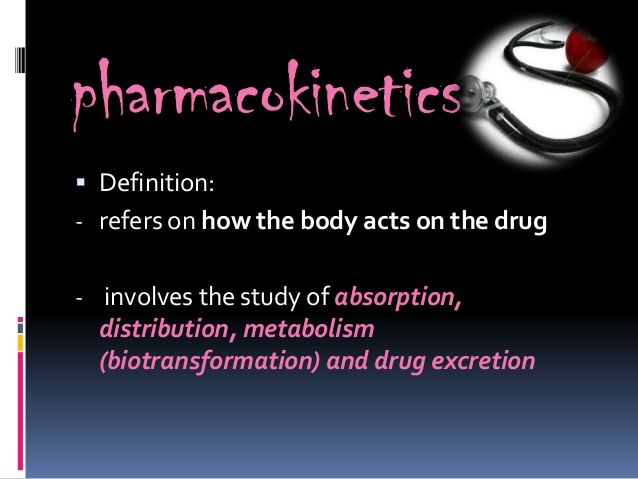 pharmacokinetics
▪ Definition:
- refers on how the body acts on the drug
- involves the study of absorption,
distribution, metabolism
(biotransformation) and drug excretion